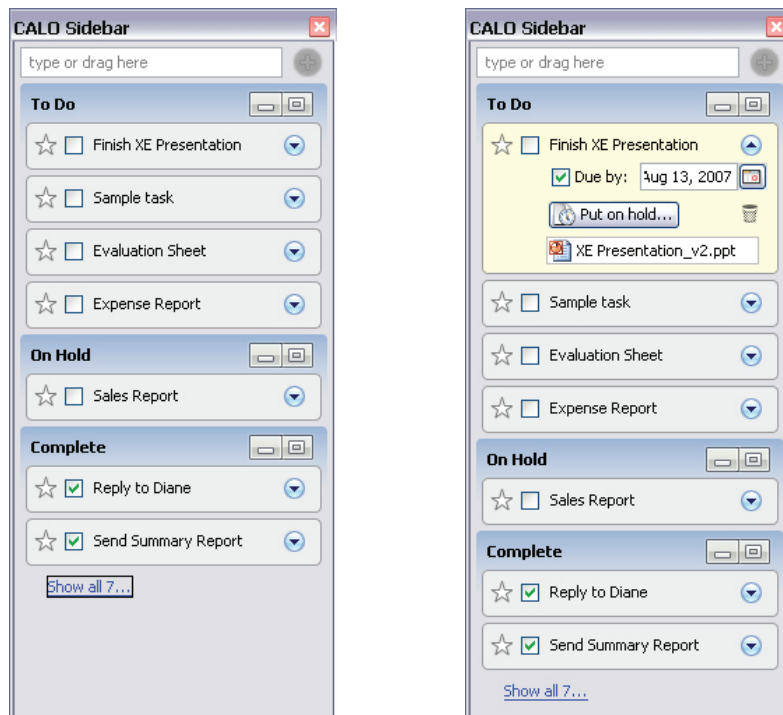 CALO Sidebar
type or drag here
To Do
Finish XE Presentation
Sample task
Evaluation Sheet
Expense Report
On Hold
Sales Report
Complete
Reply to Diane
Send Summary Report
Show all 7...
CALO Sidebar
type or drag here
To Do
Finish XE Presentation
Due by: Aug 13, 2007
Put on hold...
XE Presentation_v2.ppt
Sample task
Evaluation Sheet
Expense Report
On Hold
Sales Report
Complete
Reply to Diane
Send Summary Report
Show all 7...